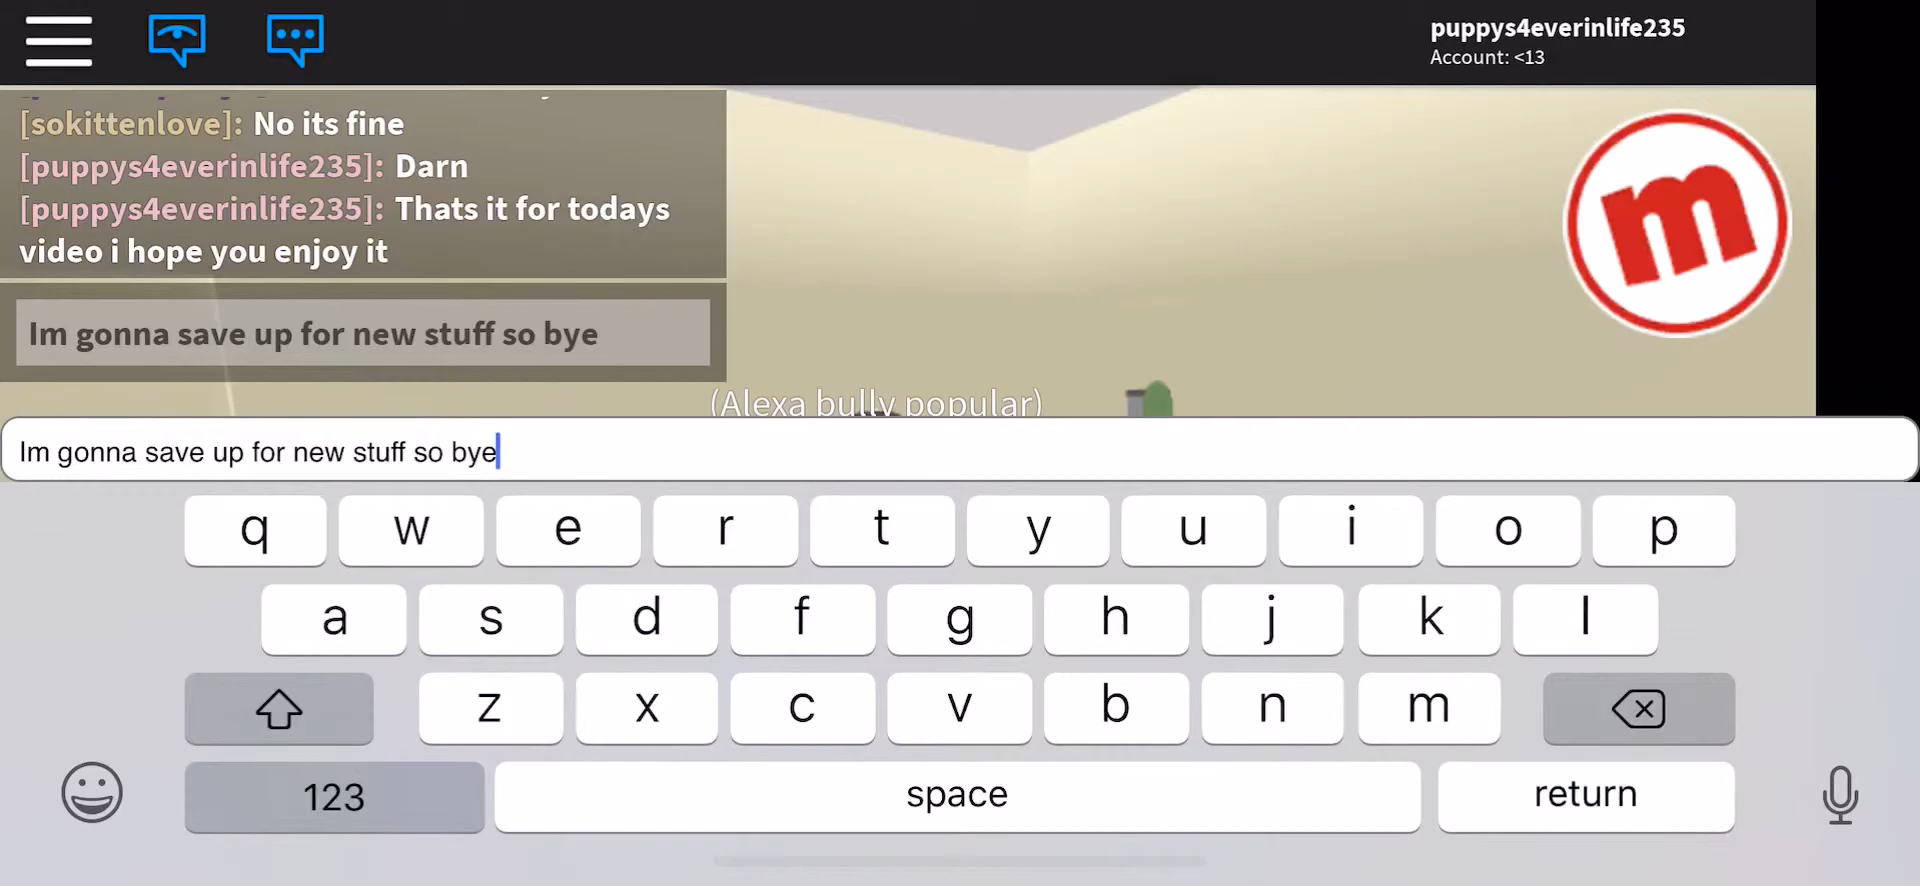 puppys4everinlife235
Account: <13
[sokittenlove]: No its fine
[puppys4everinlife235]: Darn
[puppys4everinlife235]: Thats it for todays
video i hope you enjoy it
Im gonna save up for new stuff so bye
m
(Alexa bully popular)
Im gonna save up for new stuff so bye
q w e r t y u i o p
a s d f g h j k l
z x c v b n m
123 space return